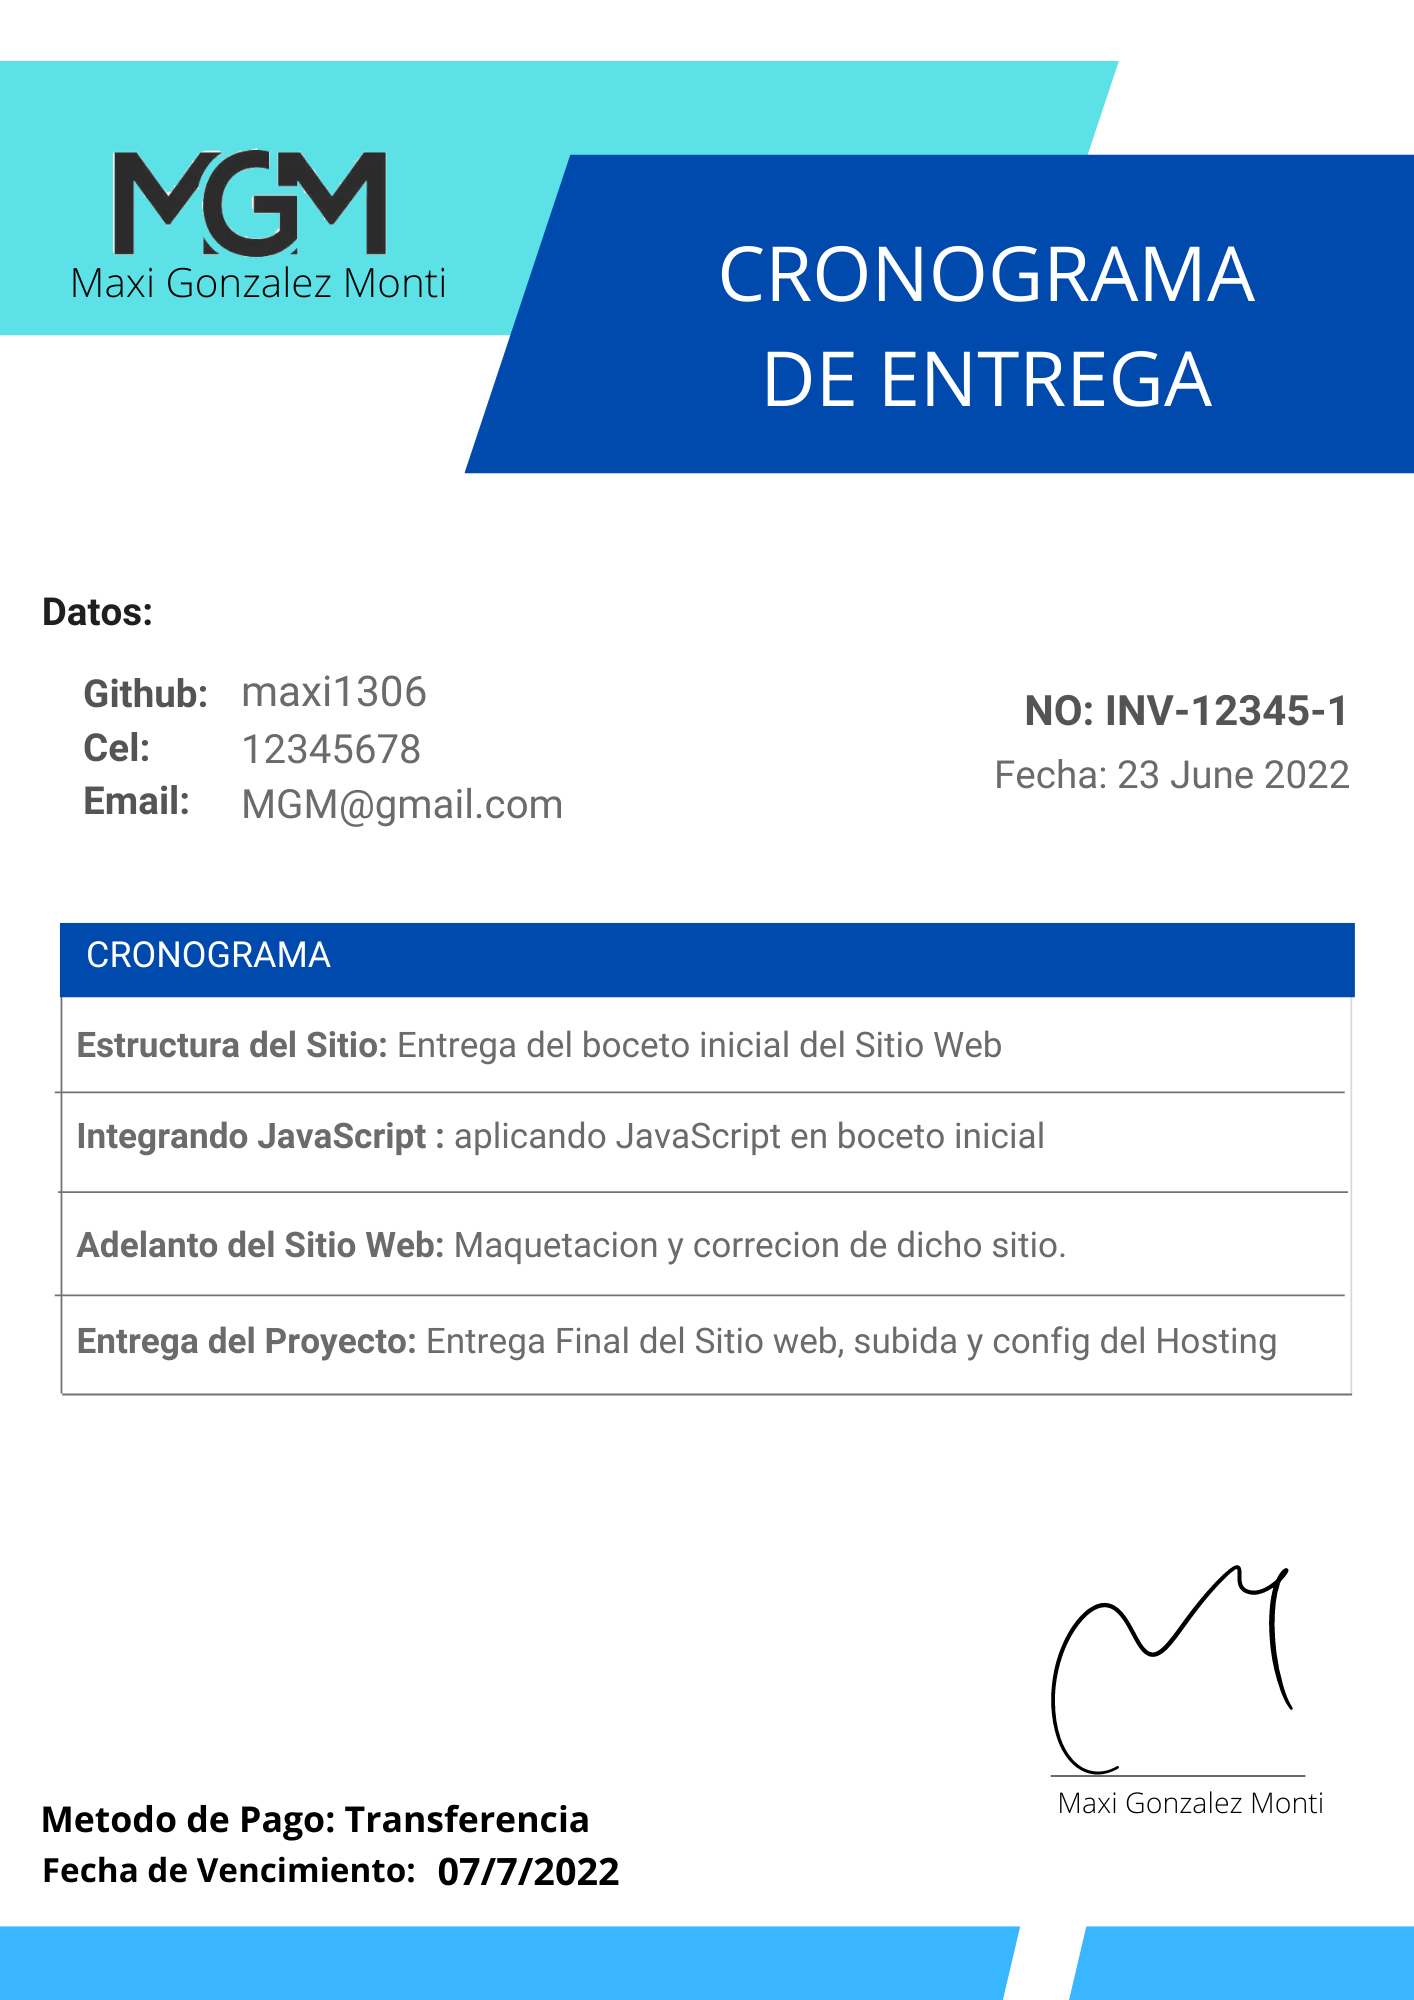 MGM
Maxi Gonzalez Monti
CRONOGRAMA
DE ENTREGA
Datos:
Github: maxi1306
Cel: 12345678
Email: MGM@gmail.com
NO: INV-12345-1
Fecha: 23 June 2022
CRONOGRAMA
Estructura del Sitio: Entrega del boceto inicial del Sitio Web
Integrando JavaScript : aplicando JavaScript en boceto inicial
Adelanto del Sitio Web: Maquetacion y correcion de dicho sitio.
Entrega del Proyecto: Entrega Final del Sitio web, subida y config del Hosting
Maxi Gonzalez Monti
Metodo de Pago: Transferencia
Fecha de Vencimiento: 07/7/2022